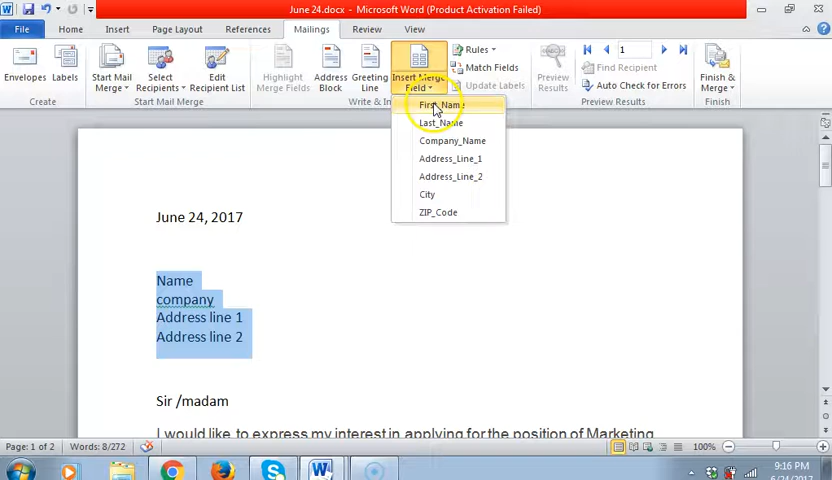 June 24.docx - Microsoft Word (Product Activation Failed)
File Home Insert Page Layout References Mailings Review View
Envelopes Labels
Create
Start Mail Merge Select Recipients Edit Recipient List
Start Mail Merge
Highlight Merge Fields Address Block Greeting Line Insert Merge Field
Rules
Match Fields
Update Labels
Write & In
Preview Results
1
Find Recipient
Auto Check for Errors
Preview Results
Finish & Merge
Finish
First_Name
Last_Name
Company_Name
Address_Line_1
Address_Line_2
City
ZIP_Code
June 24, 2017
Name
company
Address line 1
Address line 2
Sir /madam
I would like to express my interest in applying for the position of Marketing
Page: 1 of 2 Words: 8/272 100%
9:16 PM
6/24/2017